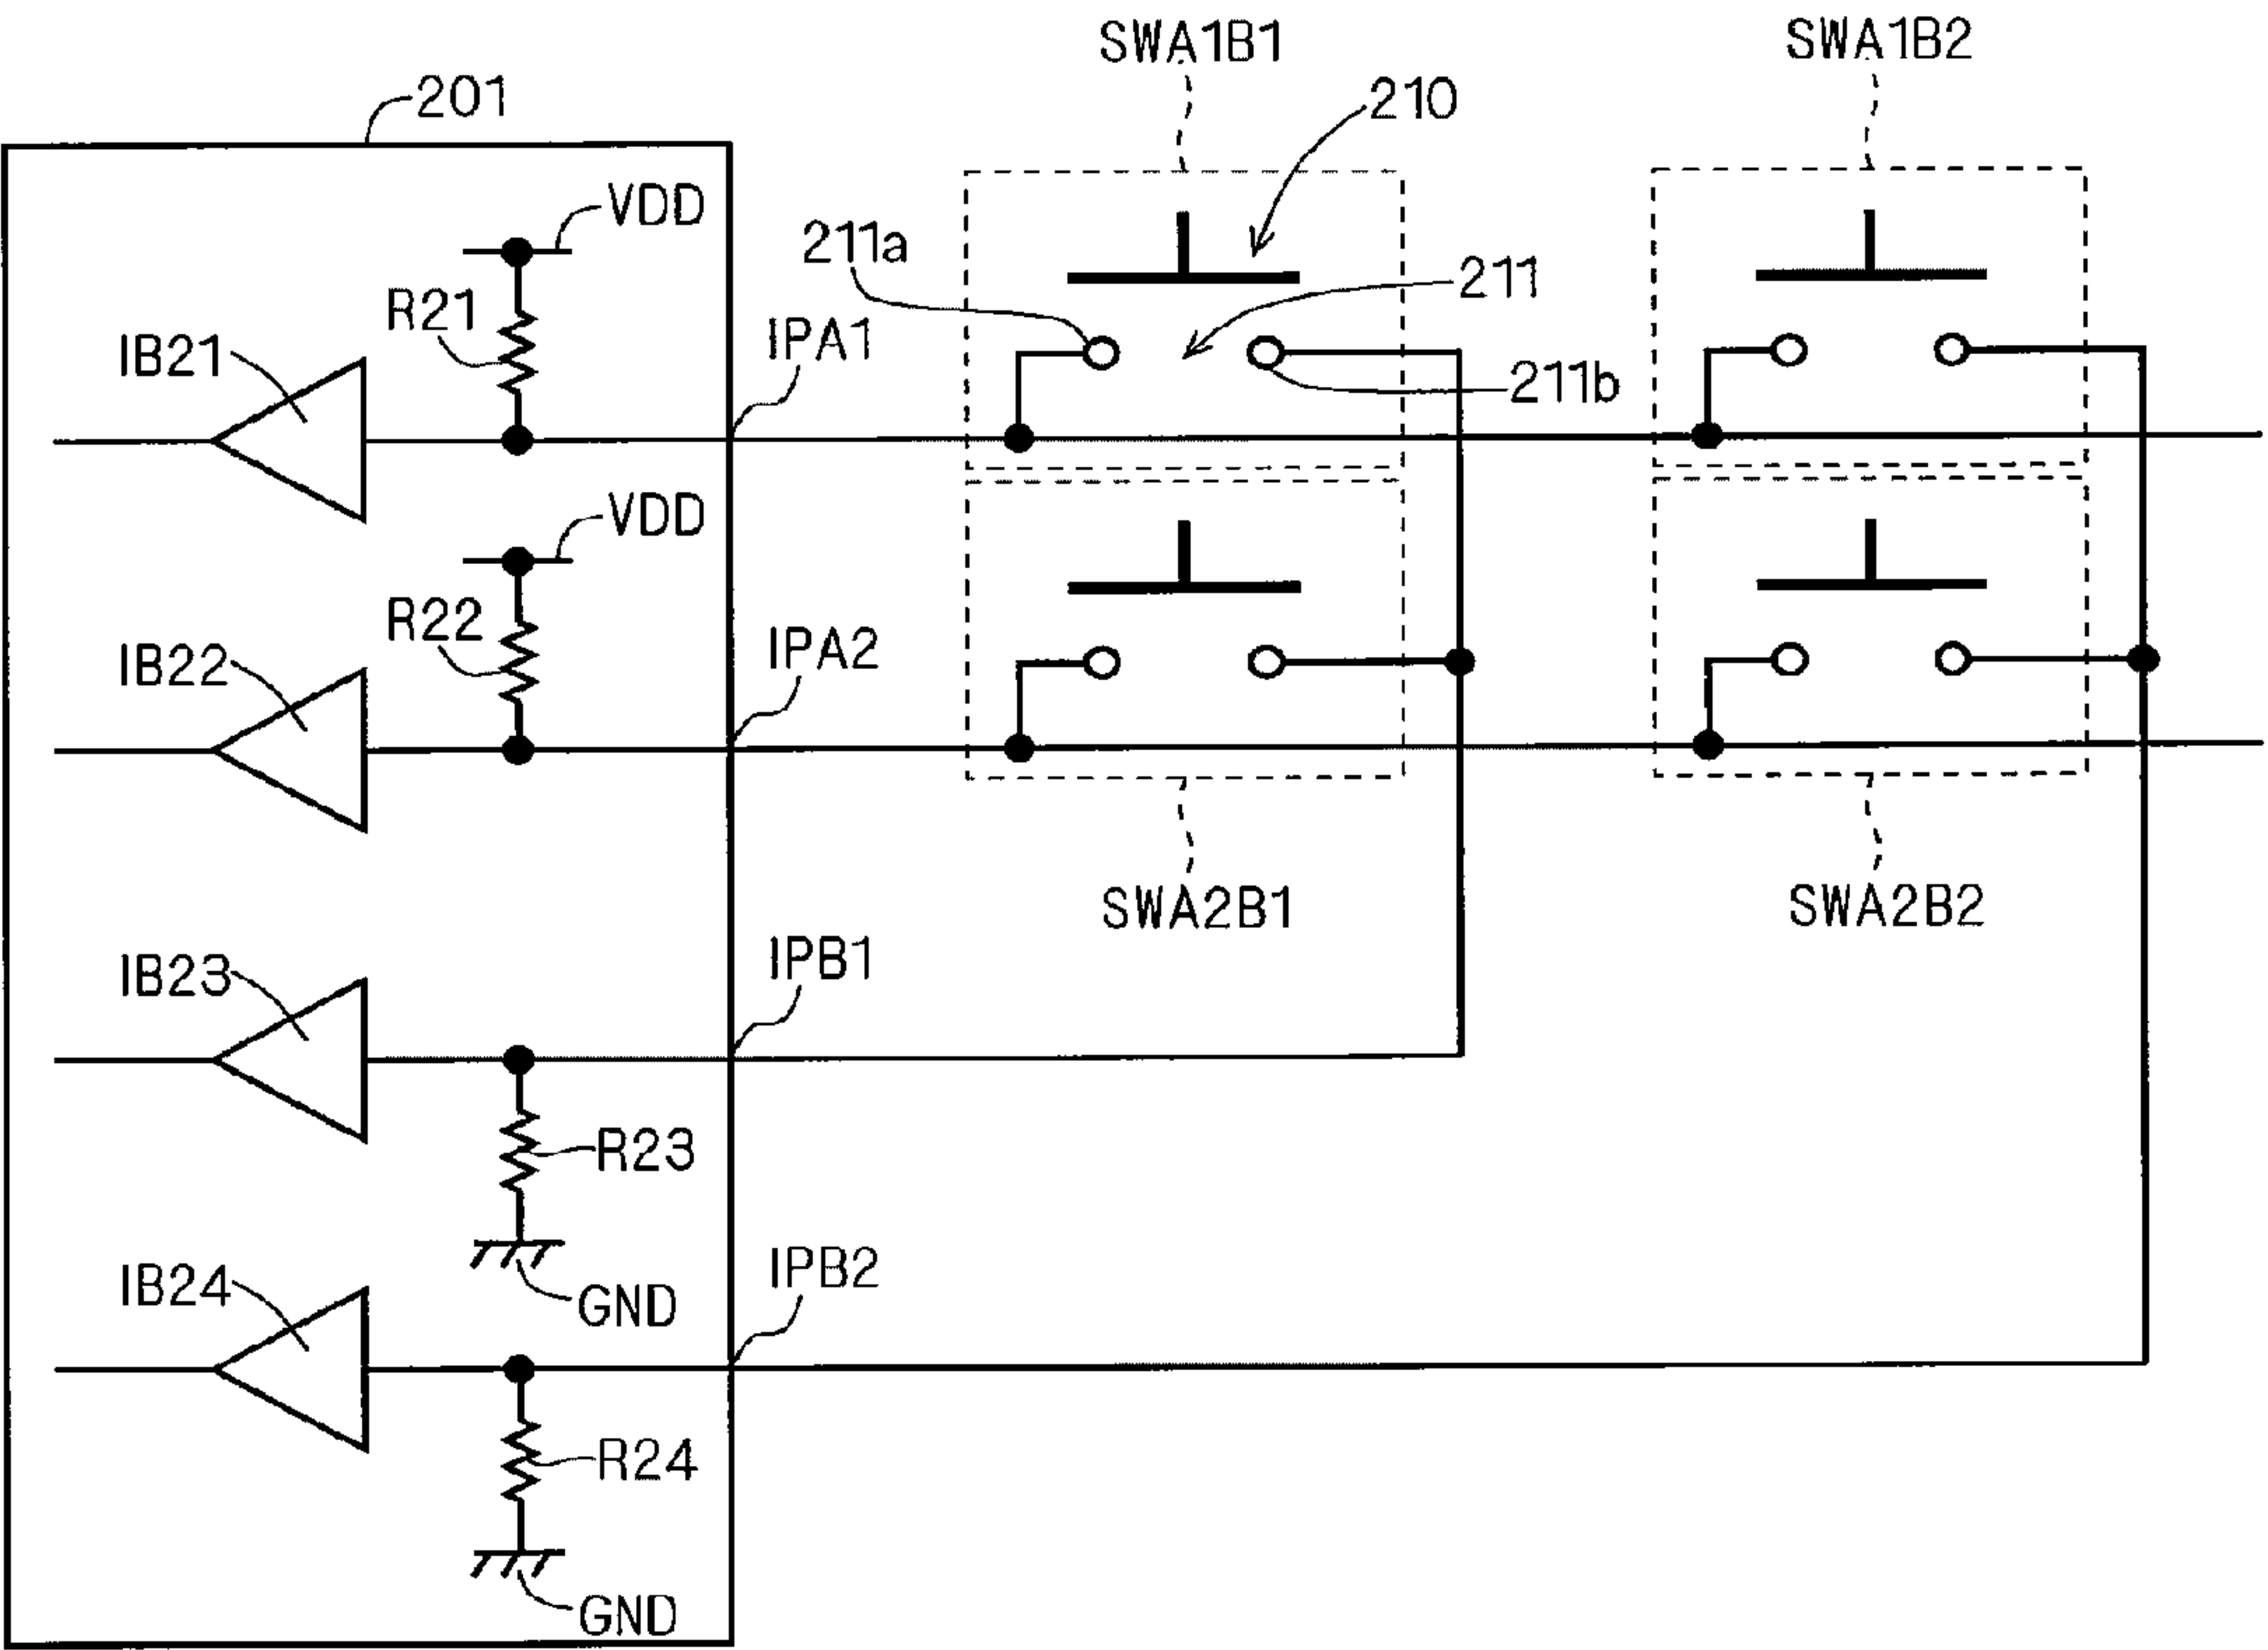 SWA1B1
SWA1B2
201
210
VDD
211a
211
R21
IPA1
IB21
211b
VDD
R22
IPA2
IB22
SWA2B1
SWA2B2
IPB1
IB23
R23
IPB2
IB24
GND
R24
GND